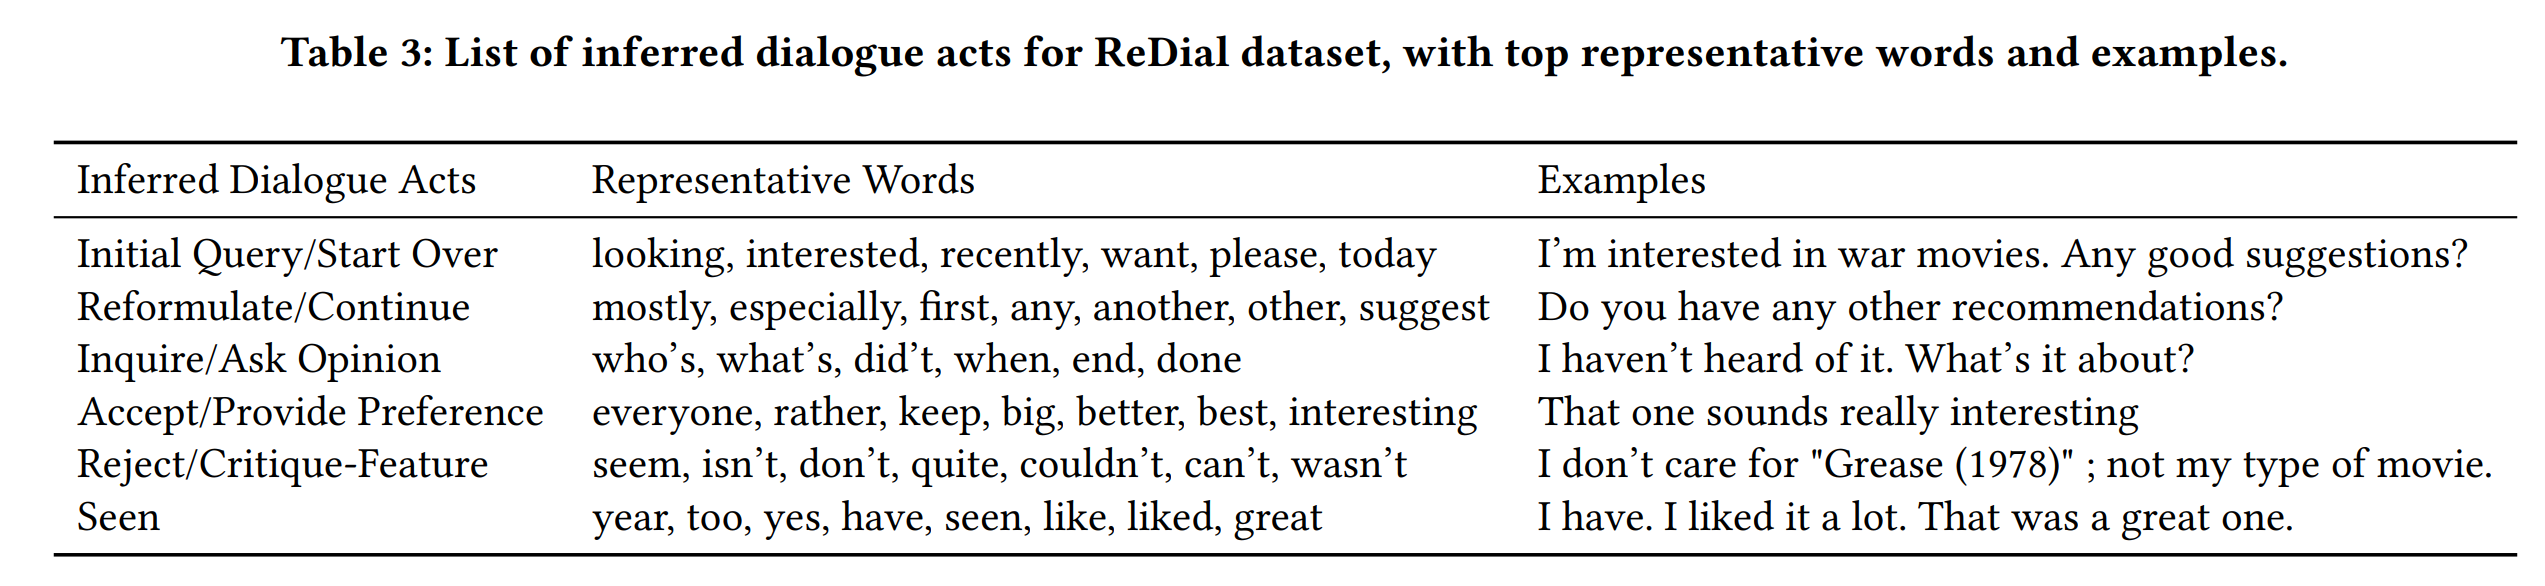 Table 3: List of inferred dialogue acts for ReDial dataset, with top representative words and examples.
Inferred Dialogue Acts Representative Words Examples
Initial Query/Start Over looking, interested, recently, want, please, today I’m interested in war movies. Any good suggestions?
Reformulate/Continue mostly, especially, first, any, another, other, suggest Do you have any other recommendations?
Inquire/Ask Opinion who’s, what’s, did’t, when, end, done I haven’t heard of it. What’s it about?
Accept/Provide Preference everyone, rather, keep, big, better, best, interesting That one sounds really interesting
Reject/Critique-Feature seem, isn’t, don’t, quite, couldn’t, can’t, wasn’t I don’t care for "Grease (1978)" ; not my type of movie.
Seen year, too, yes, have, seen, like, liked, great I have. I liked it a lot. That was a great one.